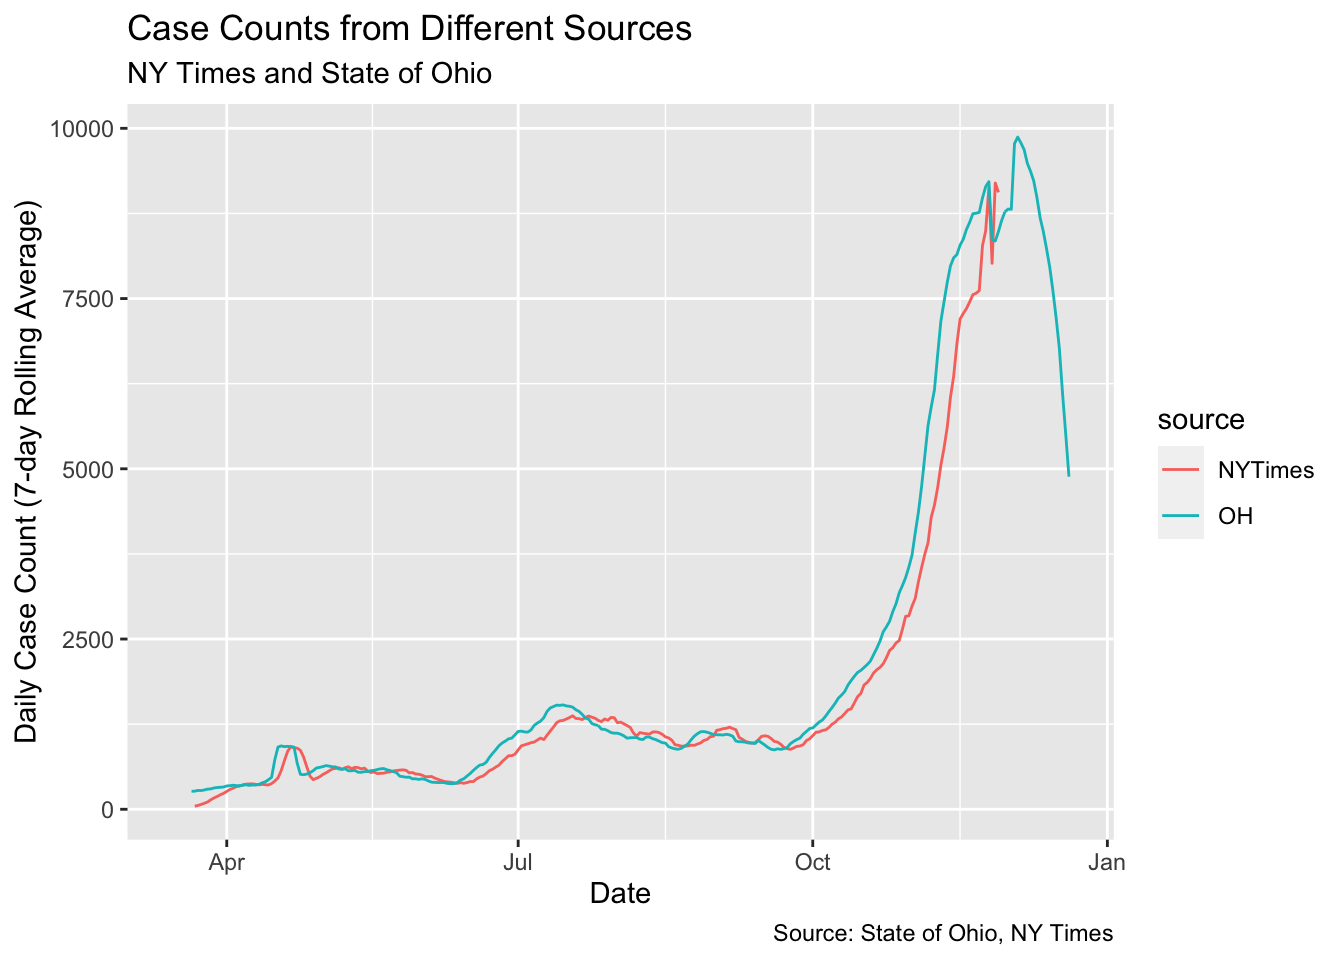 Case Counts from Different Sources
NY Times and State of Ohio
Daily Case Count (7-day Rolling Average)
10000
7500
5000
2500
0
Apr
Jul
Oct
Jan
Date
source
NYTimes
OH
Source: State of Ohio, NY Times